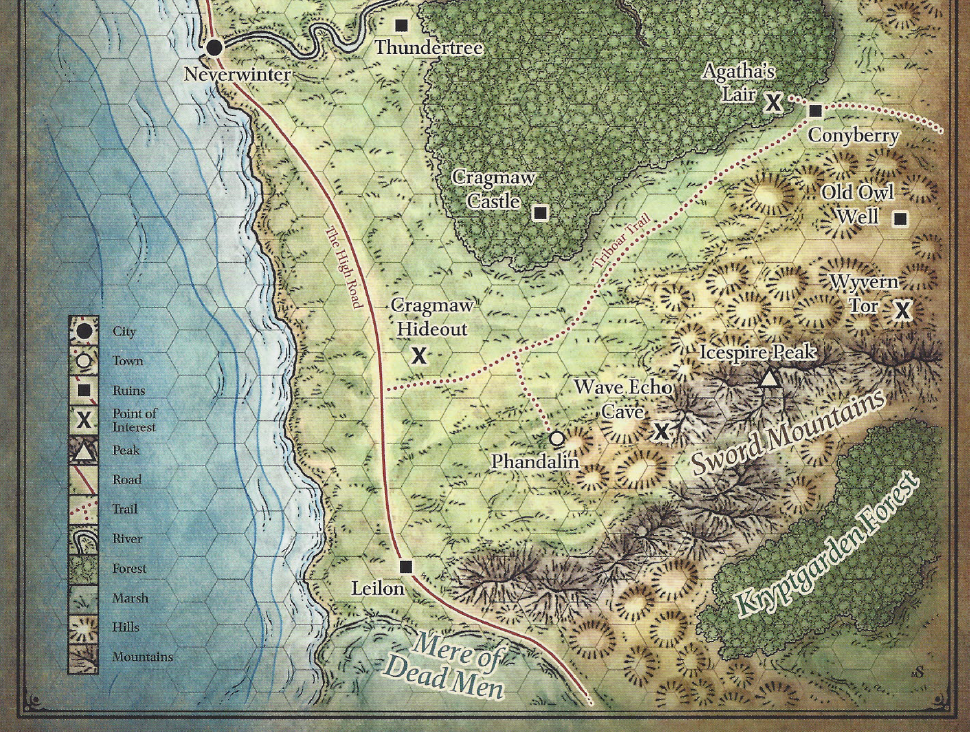 Thundertree
Neverwinter
Agatha's
Lair
X
Conyberry
Cragmaw
Castle
Old Owl
Well
Triboar Trail
The High Road
Wyvern
Tor
X
Cragmaw
Hideout
X
Icespire Peak
Wave Echo
Cave
X
Sword Mountains
Phandalin
Kryptgarden Forest
Leilon
Mere of
Dead Men
City
Town
Ruins
X
Point of
Interest
Peak
Road
Trail
River
Forest
Marsh
Hills
Mountains
MS